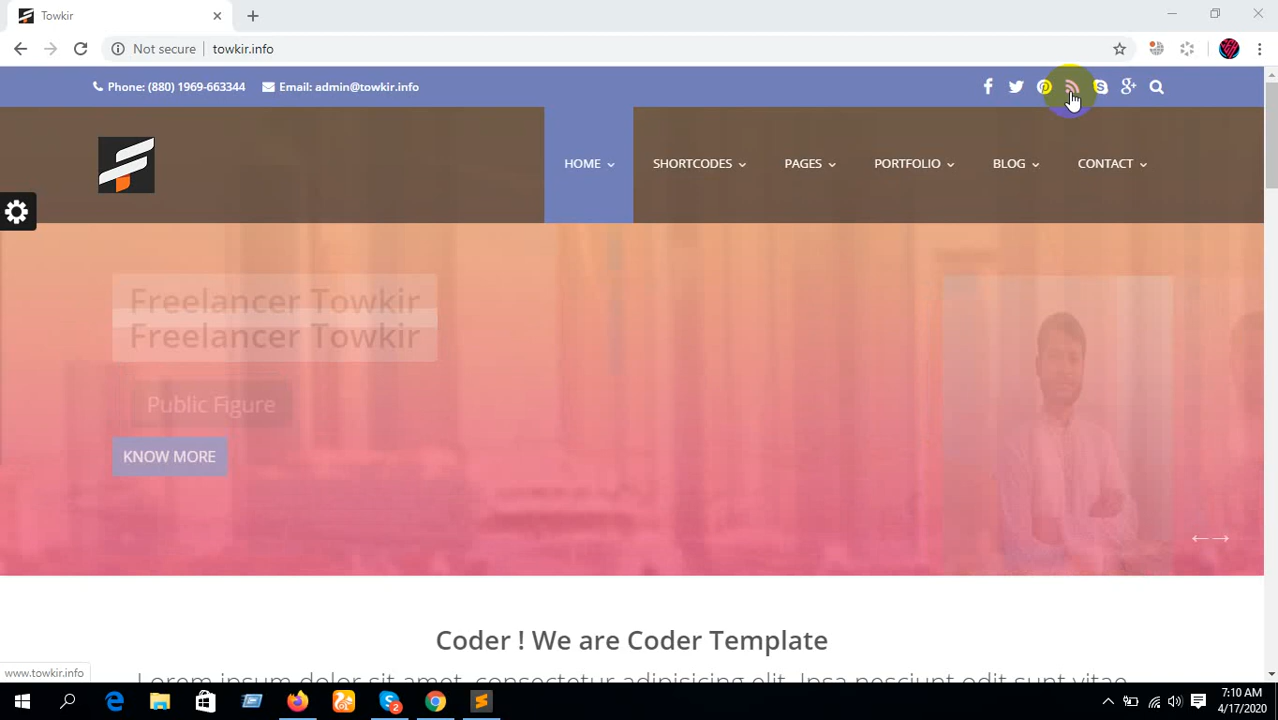 Towkir
Not secure
towkir.info
Phone: (880) 1969-663344
Email: admin@towkir.info
HOME
SHORTCODES
PAGES
PORTFOLIO
BLOG
CONTACT
Freelancer Towkir
Freelancer Towkir
Public Figure
KNOW MORE
Coder ! We are Coder Template
Lorem ipsum dolor sit amet, consectetur adipisicing elit. Ipsa nesciunt odit sunt vitae
www.towkir.info
2
7:10 AM
4/17/2020